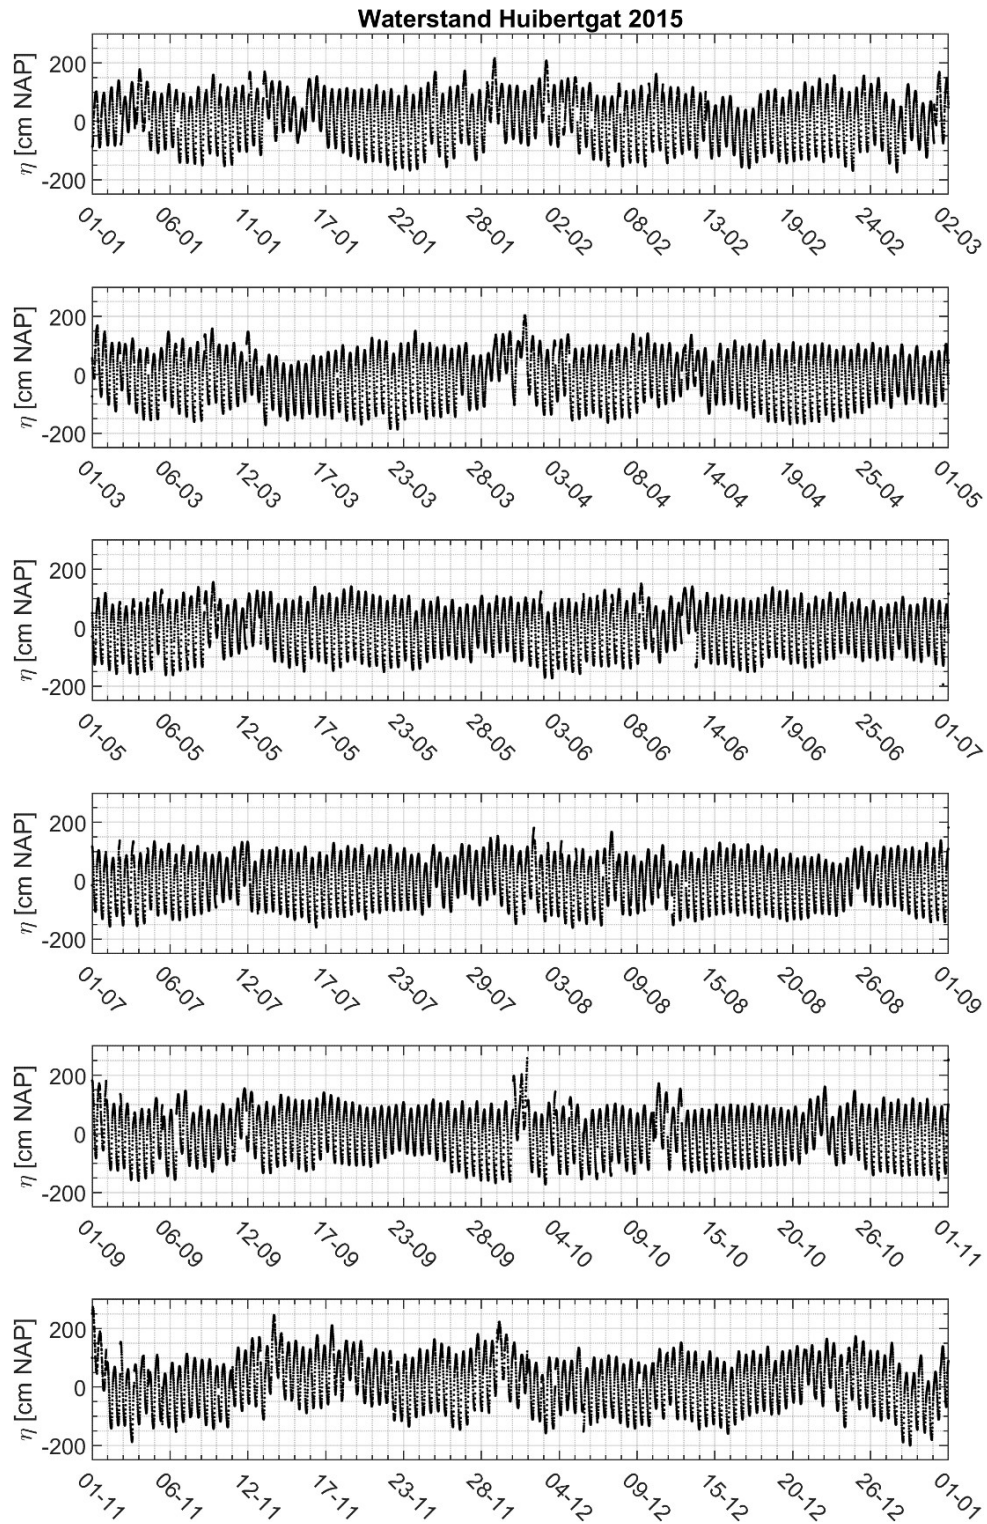 Waterstand Huibertgat 2015
η [cm NAP]
200
0
-200
01-01 06-01 11-01 17-01 22-01 28-01 02-02 08-02 13-02 19-02 24-02 02-03
η [cm NAP]
200
0
-200
01-03 06-03 12-03 17-03 23-03 28-03 03-04 08-04 14-04 19-04 25-04 01-05
η [cm NAP]
200
0
-200
01-05 06-05 12-05 17-05 23-05 28-05 03-06 08-06 14-06 19-06 25-06 01-07
η [cm NAP]
200
0
-200
01-07 06-07 12-07 17-07 23-07 29-07 03-08 09-08 15-08 20-08 26-08 01-09
η [cm NAP]
200
0
-200
01-09 06-09 12-09 17-09 23-09 28-09 04-10 09-10 15-10 20-10 26-10 01-11
η [cm NAP]
200
0
-200
01-11 06-11 12-11 17-11 23-11 28-11 04-12 09-12 15-12 20-12 26-12 01-01